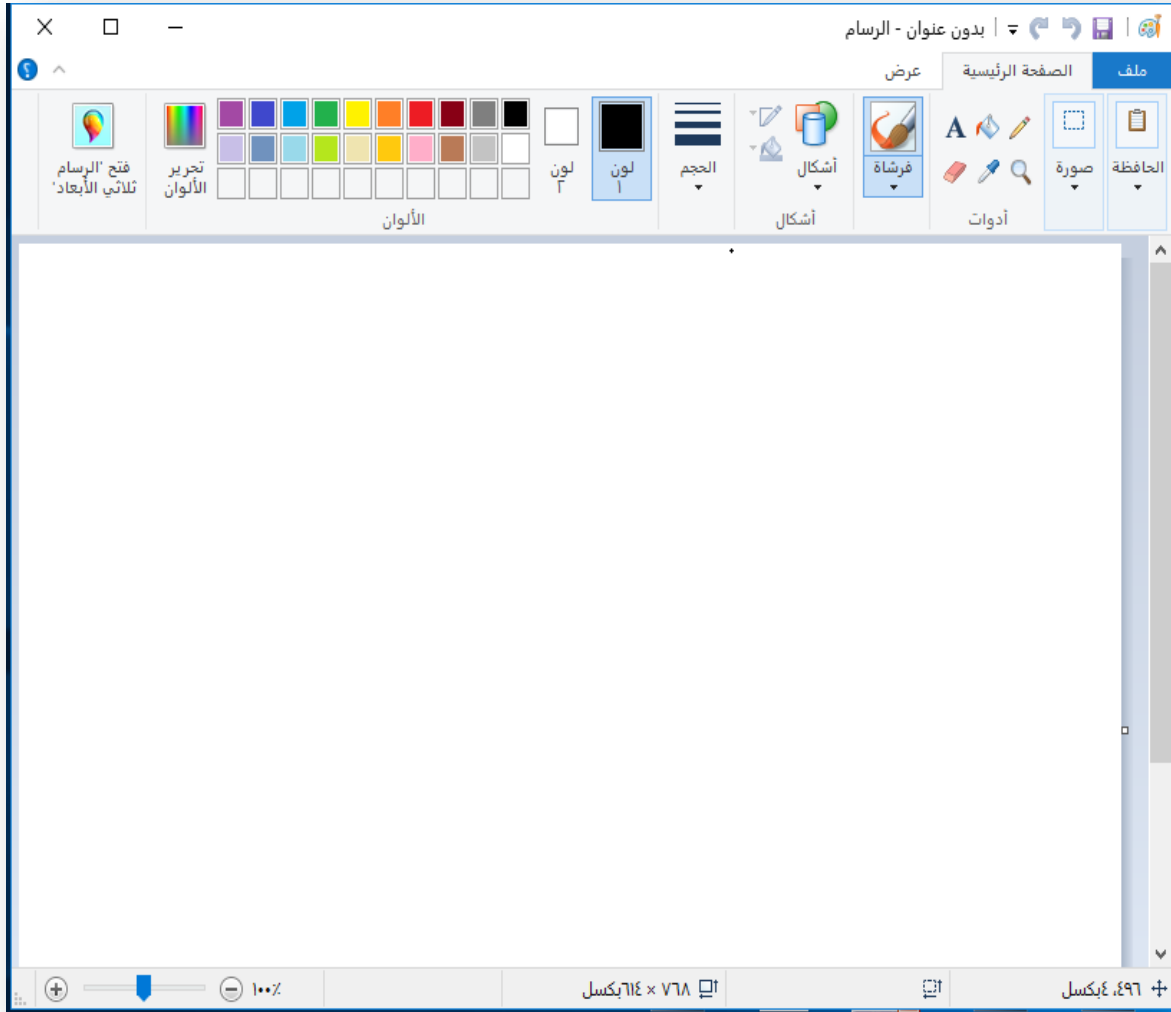 بدون عنوان - الرسام
ملف
الصفحة الرئيسية
عرض
الحافظة
صورة
أدوات
A
فرشاة
أشكال
أشكال
الحجم
لون
١
لون
٢
الألوان
تحرير
الألوان
فتح 'الرسام
ثلاثي الأبعاد'
٤٩٦، ٤بكسل
٧٦٨ × ٦١٤بكسل
١٠٠٪